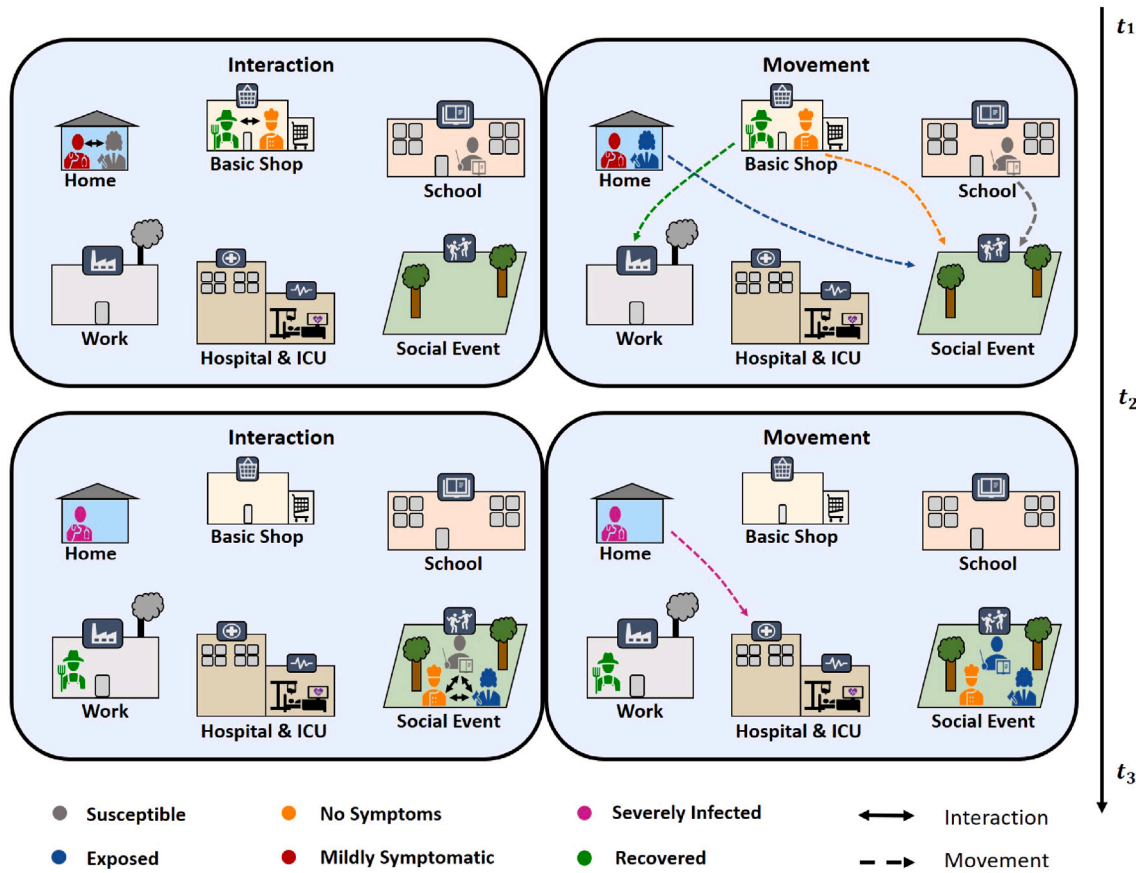 t₁
Interaction
Movement
Home
Basic Shop
School
Home
Basic Shop
School
Work
Hospital & ICU
Social Event
Work
Hospital & ICU
Social Event
t₂
Interaction
Movement
Home
Basic Shop
School
Home
Basic Shop
School
Work
Hospital & ICU
Social Event
Work
Hospital & ICU
Social Event
t₃
Susceptible
No Symptoms
Severely Infected
Interaction
Exposed
Mildly Symptomatic
Recovered
Movement